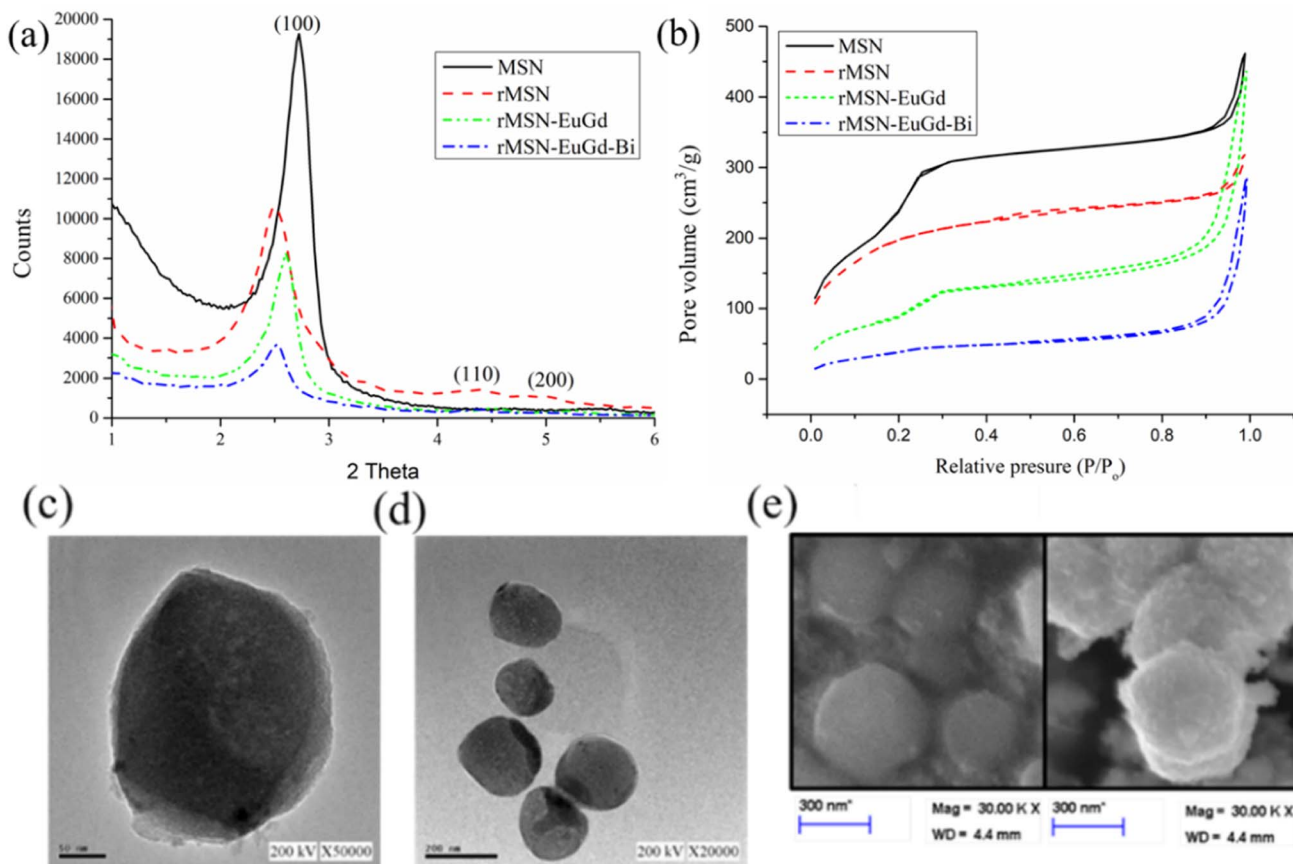 (a)
(100)
20000
18000
16000
14000
12000
10000
8000
6000
4000
2000
0
Counts
MSN
rMSN
rMSN-EuGd
rMSN-EuGd-Bi
(110)
(200)
1
2
3
4
5
6
2 Theta
(b)
500
400
300
200
100
0
Pore volume (cm³/g)
MSN
rMSN
rMSN-EuGd
rMSN-EuGd-Bi
0.0
0.2
0.4
0.6
0.8
1.0
Relative presure (P/Pₒ)
(c)
50 nm
200 kV X50000
(d)
200 nm
200 kV X20000
(e)
300 nm"
Mag = 30.00 K X
WD = 4.4 mm
300 nm"
Mag = 30.00 K X
WD = 4.4 mm